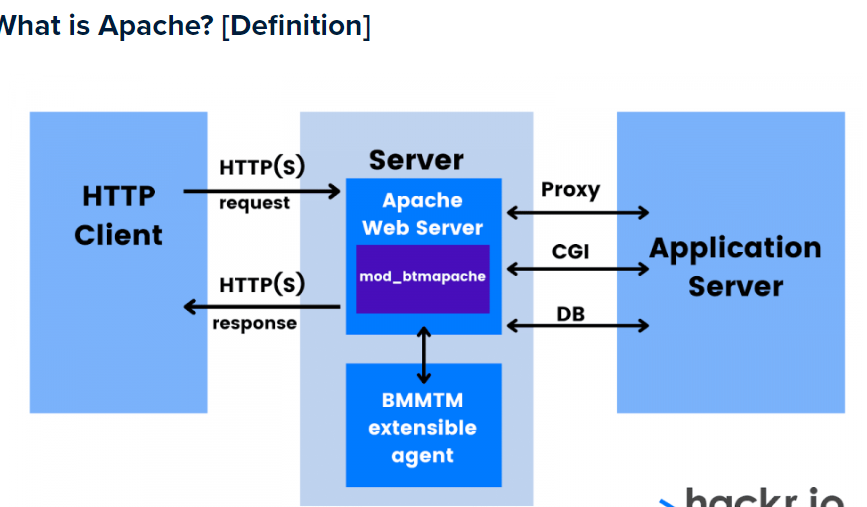 What is Apache? [Definition]
HTTP
Client
HTTP(S)
request
HTTP(S)
response
Server
Apache
Web Server
mod_btmapache
BMMTM
extensible
agent
Proxy
CGI
DB
Application
Server
hackr.io